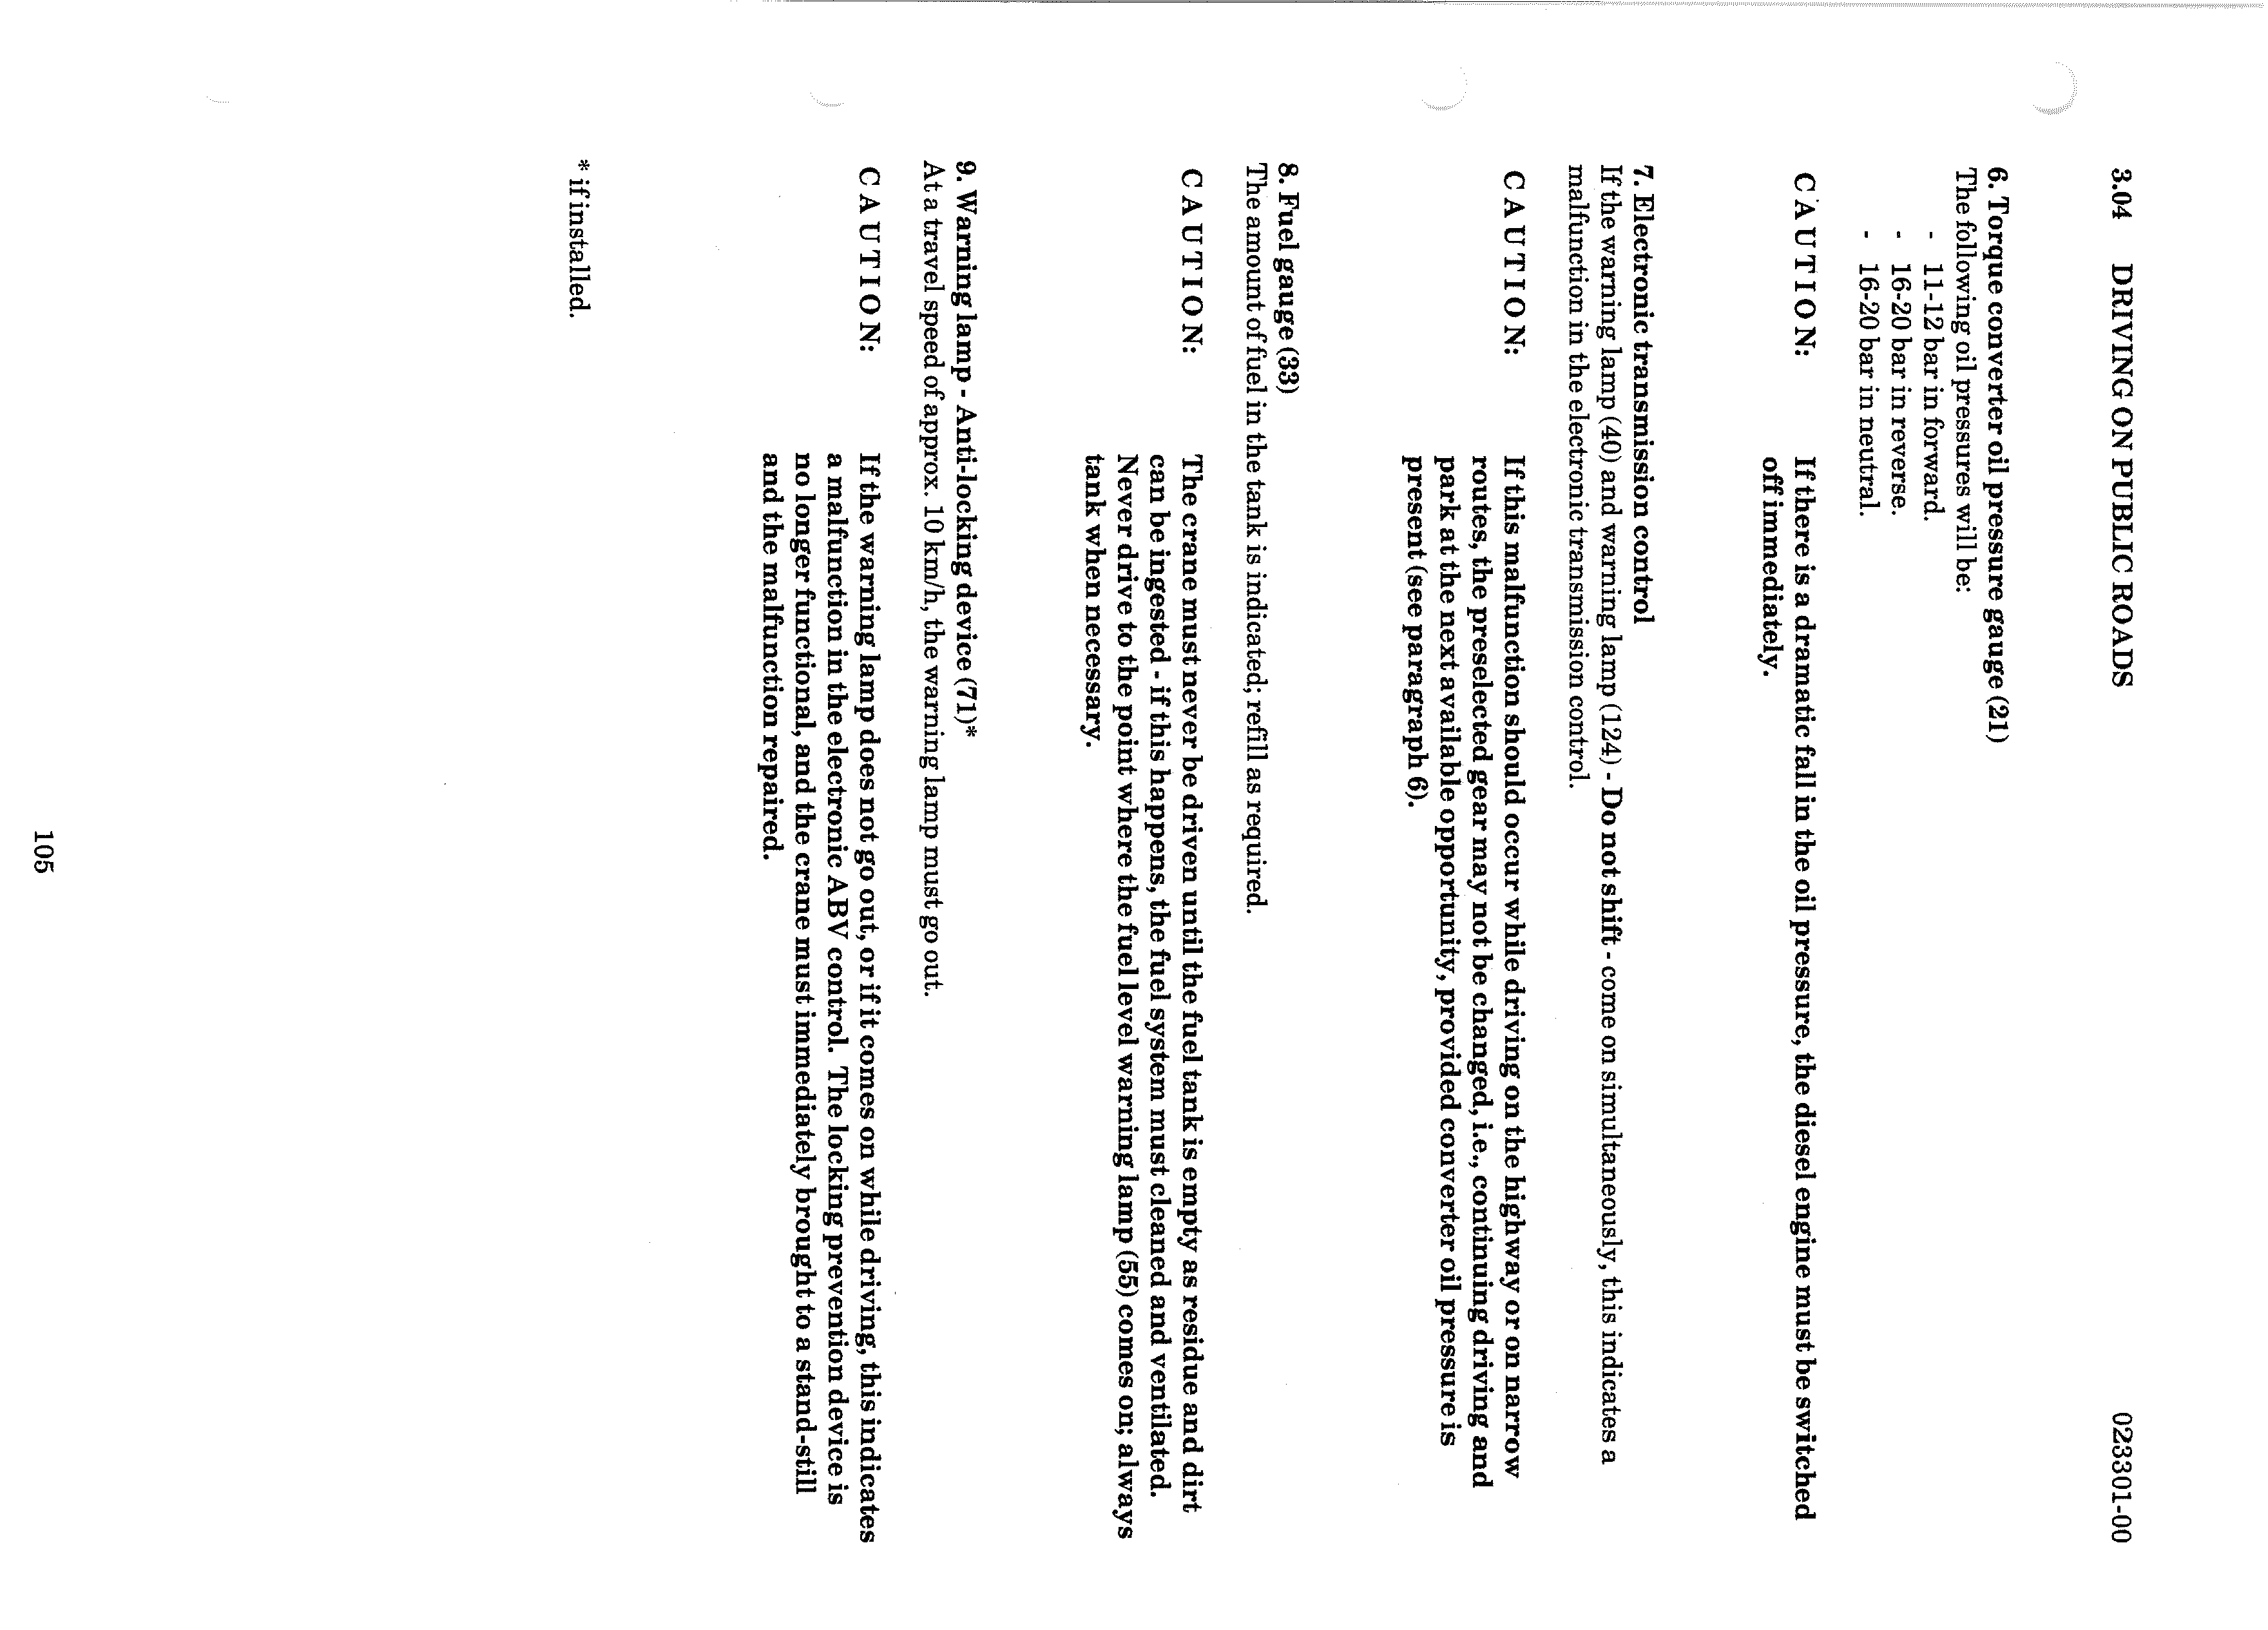 3.04 DRIVING ON PUBLIC ROADS 023301-00
6. Torque converter oil pressure gauge (21)
The following oil pressures will be:
- 11-12 bar in forward.
- 16-20 bar in reverse.
- 16-20 bar in neutral.
C A U T I O N: If there is a dramatic fall in the oil pressure, the diesel engine must be switched
off immediately.
7. Electronic transmission control
If the warning lamp (40) and warning lamp (124) - Do not shift - come on simultaneously, this indicates a
malfunction in the electronic transmission control.
C A U T I O N: If this malfunction should occur while driving on the highway or on narrow
routes, the preselected gear may not be changed, i.e., continuing driving and
park at the next available opportunity, provided converter oil pressure is
present (see paragraph 6).
8. Fuel gauge (33)
The amount of fuel in the tank is indicated; refill as required.
C A U T I O N: The crane must never be driven until the fuel tank is empty as residue and dirt
can be ingested - if this happens, the fuel system must cleaned and ventilated.
Never drive to the point where the fuel level warning lamp (55) comes on; always
tank when necessary.
9. Warning lamp - Anti-locking device (71)*
At a travel speed of approx. 10 km/h, the warning lamp must go out.
C A U T I O N: If the warning lamp does not go out, or if it comes on while driving, this indicates
a malfunction in the electronic ABV control. The locking prevention device is
no longer functional, and the crane must immediately brought to a stand-still
and the malfunction repaired.
* if installed.
105